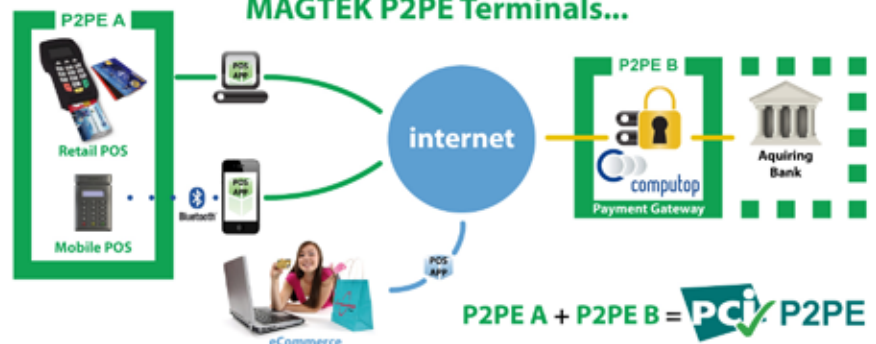 MAGTEK P2PE Terminals...
P2PE A
Retail POS
Mobile POS
POS
APP
Bluetooth
POS
APP
internet
POS
APP
eCommerce
P2PE B
computop
Payment Gateway
Aquiring
Bank
P2PE A + P2PE B = PCi P2PE